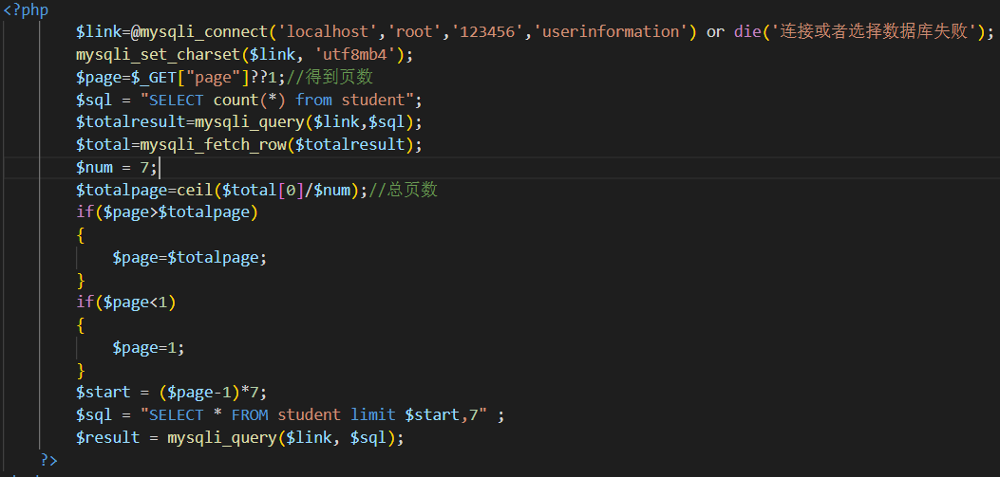 <?php
$link=@mysqli_connect('localhost','root','123456','userinformation') or die('连接或者选择数据库失败');
mysqli_set_charset($link, 'utf8mb4');
$page=$_GET["page"]??1;//得到页数
$sql = "SELECT count(*) from student";
$totalresult=mysqli_query($link,$sql);
$total=mysqli_fetch_row($totalresult);
$num = 7;
$totalpage=ceil($total[0]/$num);//总页数
if($page>$totalpage)
{
$page=$totalpage;
}
if($page<1)
{
$page=1;
}
$start = ($page-1)*7;
$sql = "SELECT * FROM student limit $start,7" ;
$result = mysqli_query($link, $sql);
?>